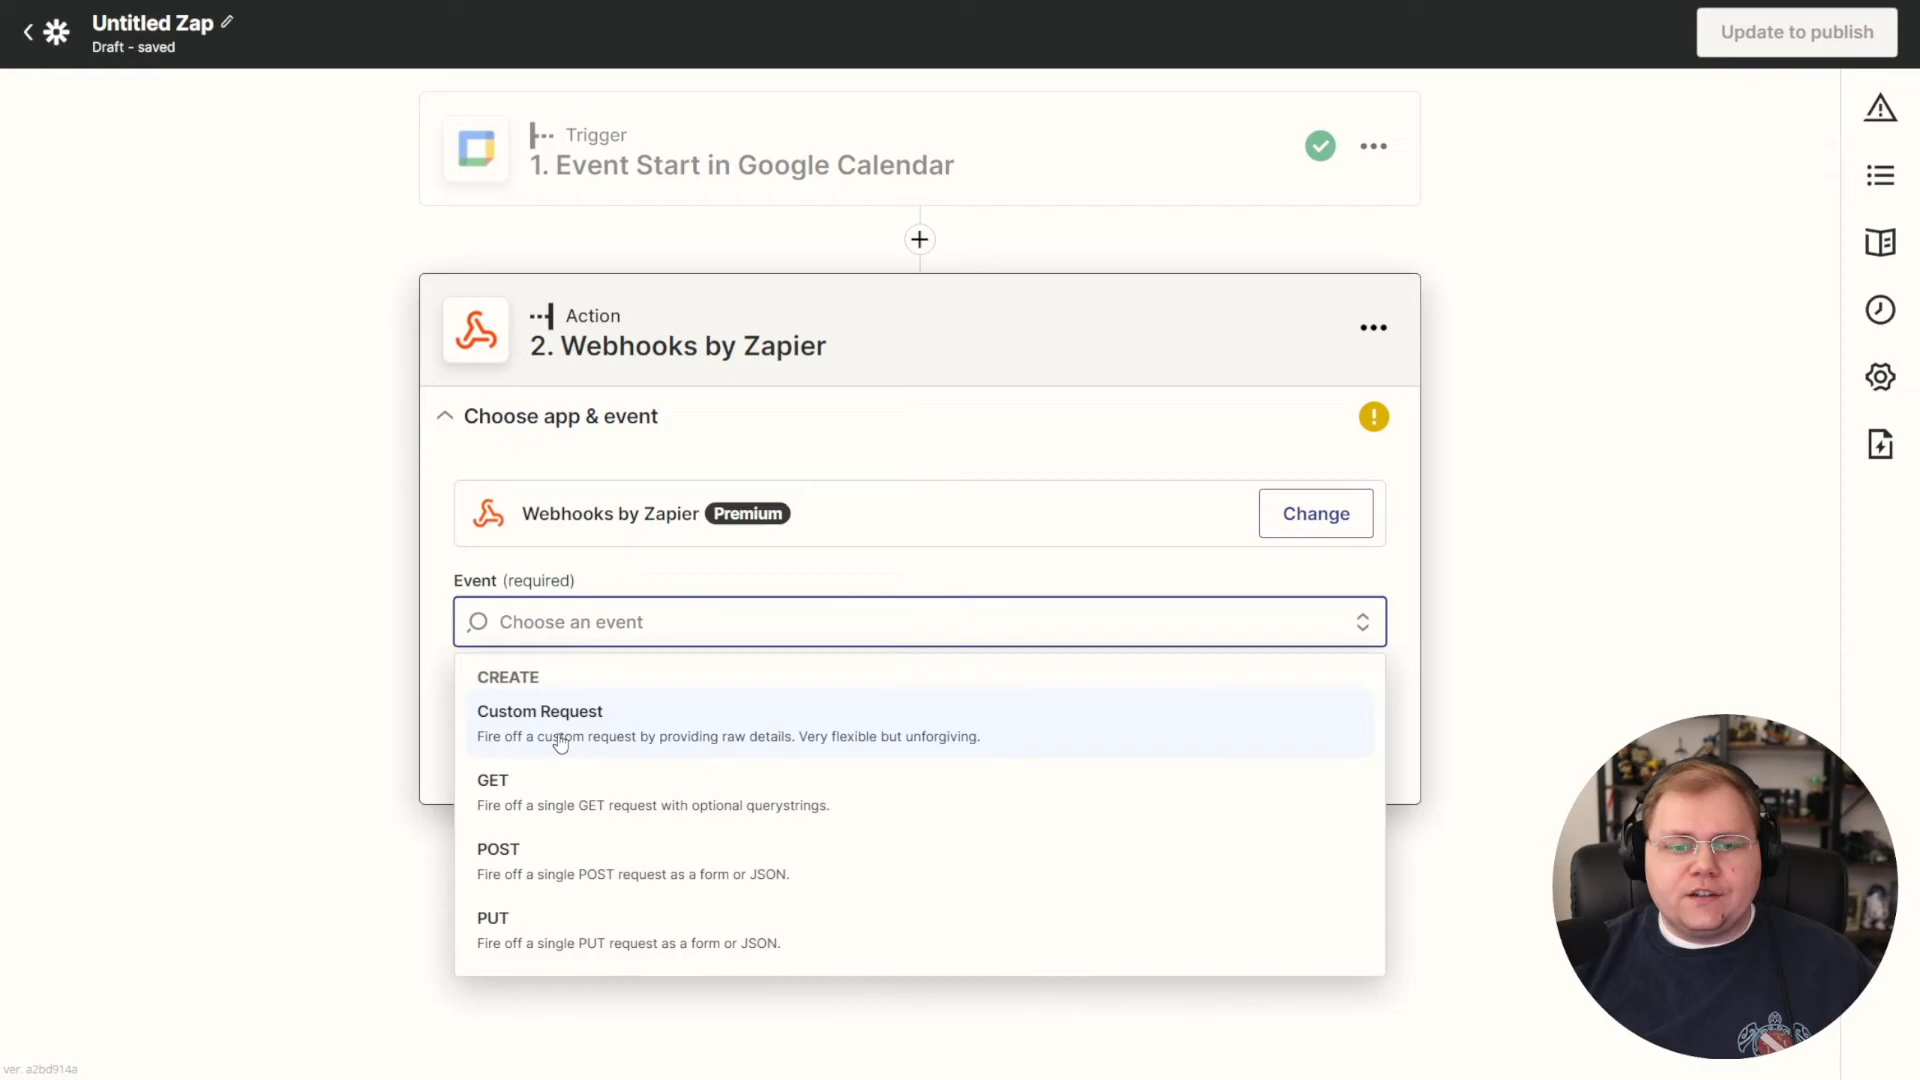 Untitled Zap
Draft - saved
Update to publish
Trigger
1. Event Start in Google Calendar
Action
2. Webhooks by Zapier
Choose app & event
Webhooks by Zapier Premium
Change
Event (required)
Choose an event
CREATE
Custom Request
Fire off a custom request by providing raw details. Very flexible but unforgiving.
GET
Fire off a single GET request with optional querystrings.
POST
Fire off a single POST request as a form or JSON.
PUT
Fire off a single PUT request as a form or JSON.
ver. a2bd914a